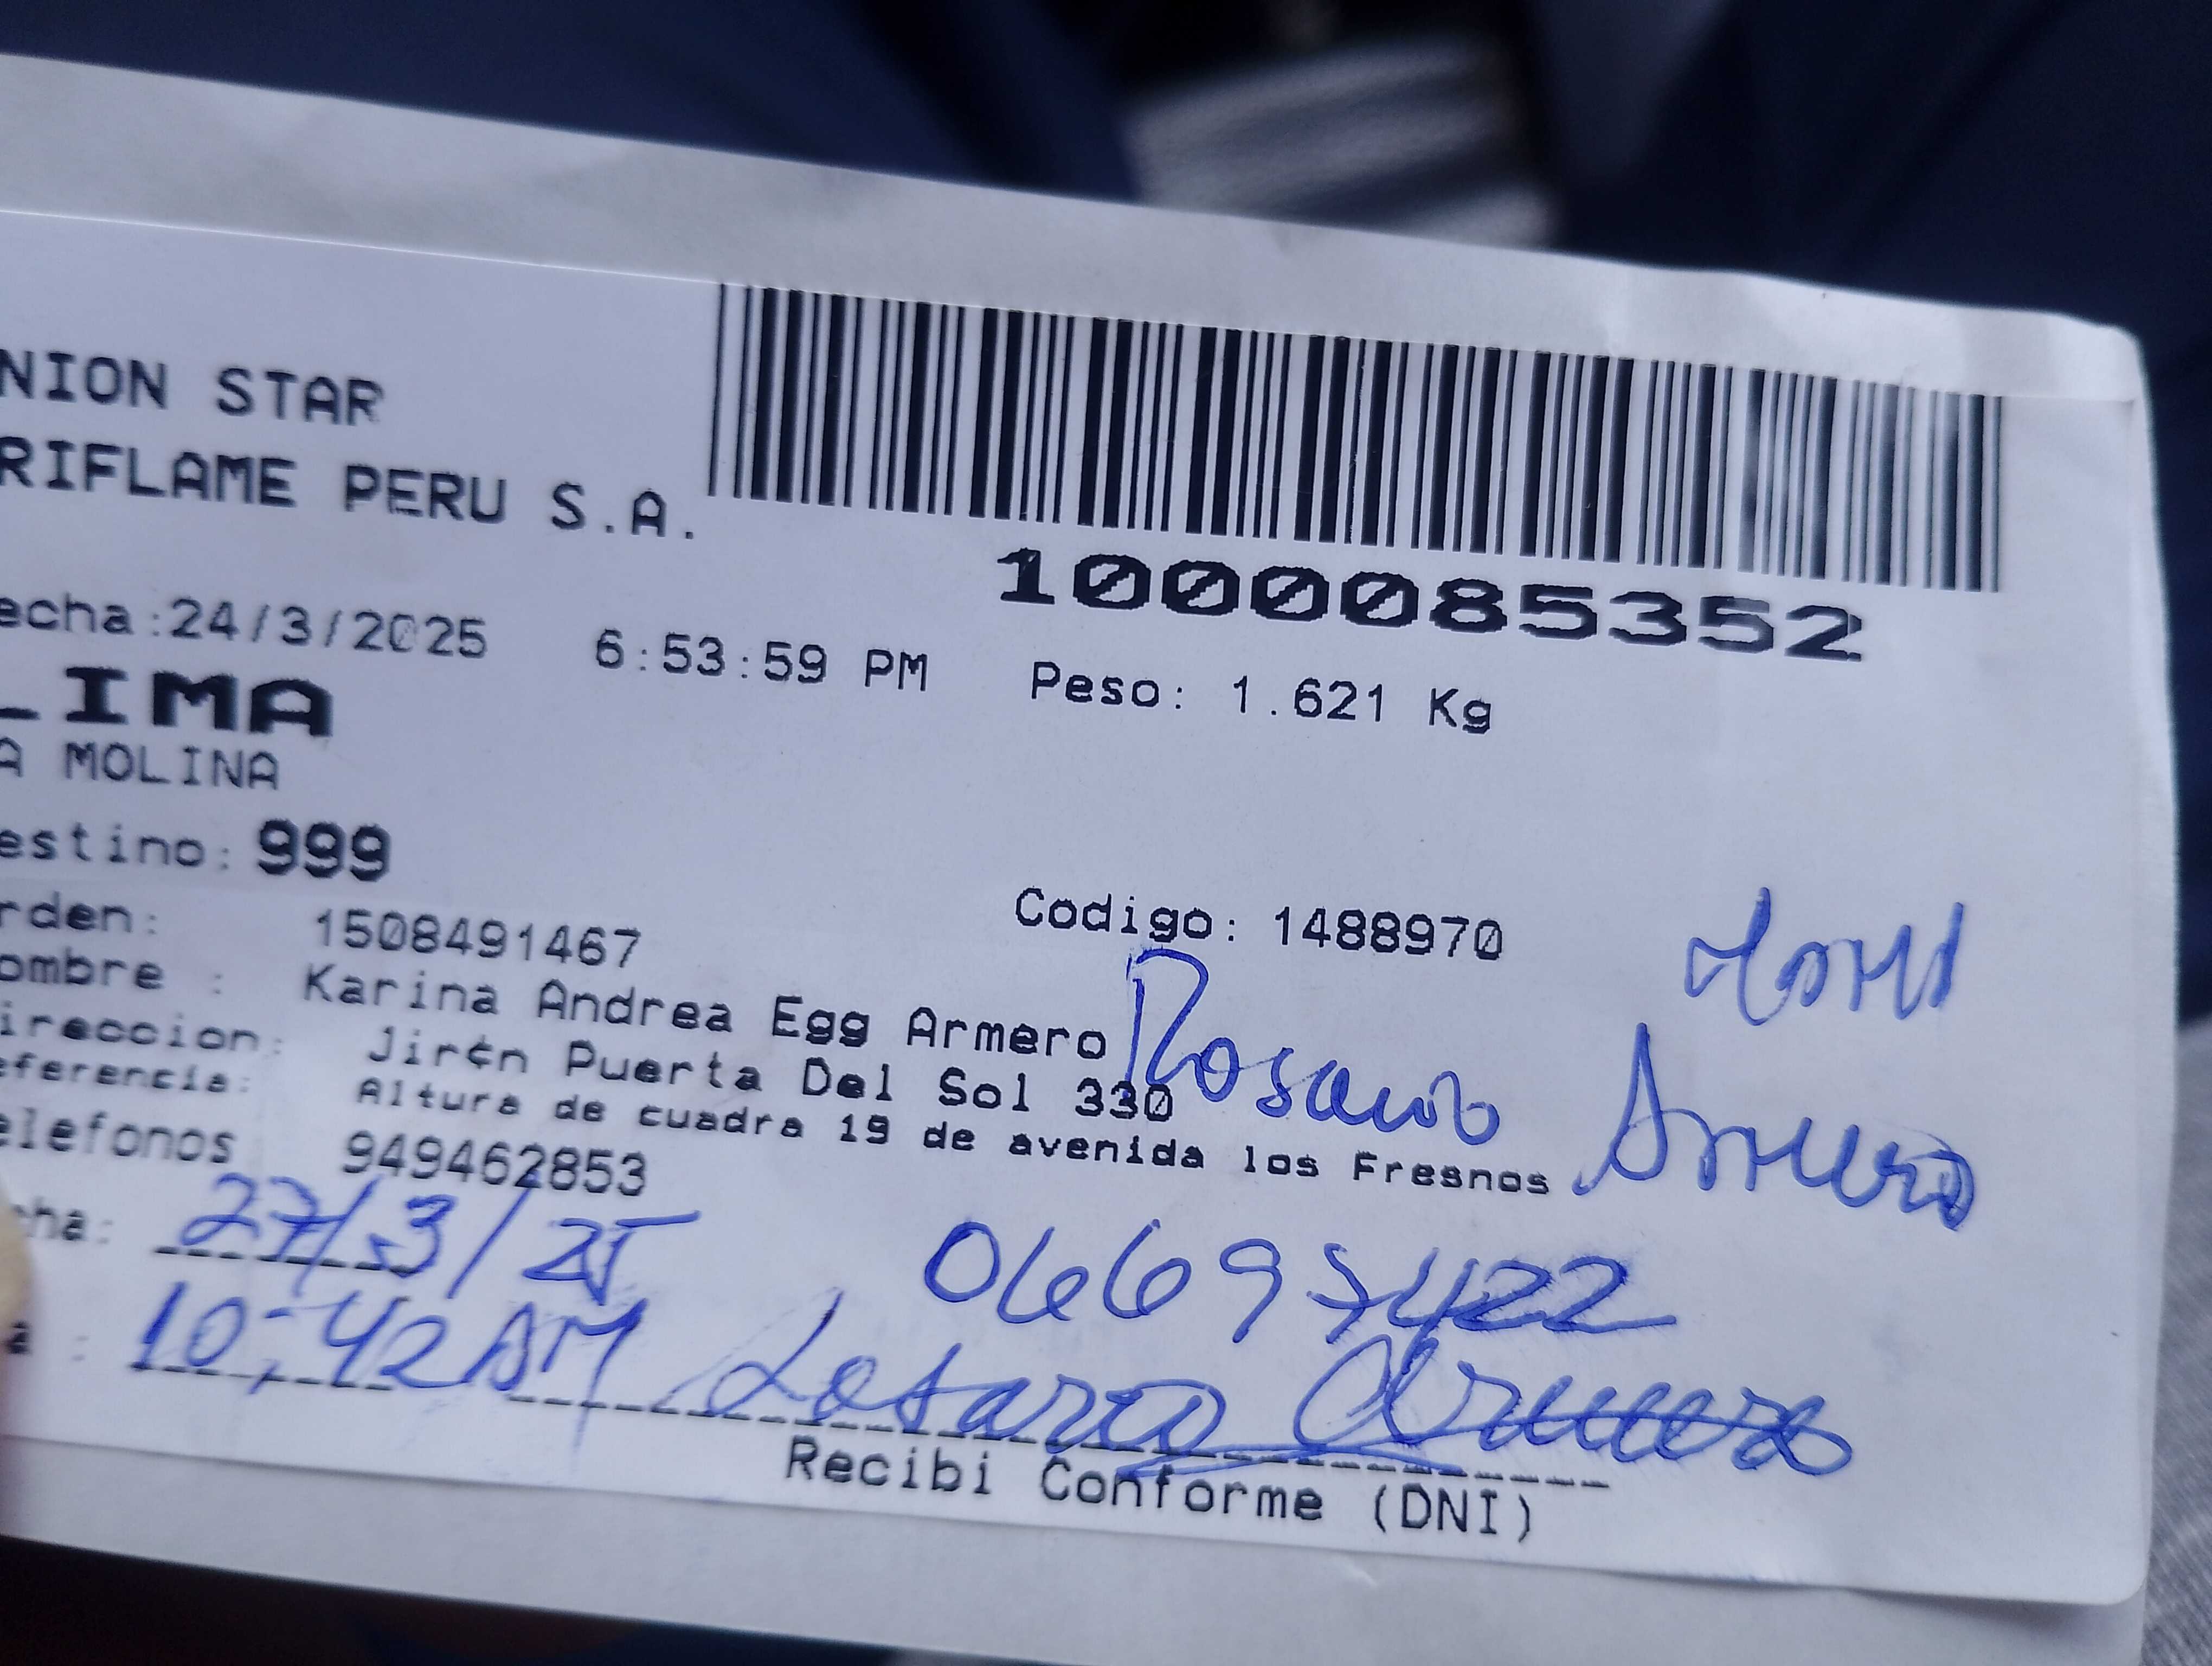 NION STAR
RIFLAME PERU S.A.
1000085352
echa:24/3/2025 6:53:59 PM Peso: 1.621 Kg
LIMA
A MOLINA
estino: 999
rden: 1508491467 Codigo: 1488970
ombre : Karina Andrea Egg Armero
Rosario Armero
ireccion: Jir¢n Puerta Del Sol 330
eferencia: Altura de cuadra 19 de avenida los Fresnos
elefonos 949462853
cha: 27/3/25
a : 10:42 AM
Rosario Armero
Recibi Conforme (DNI)